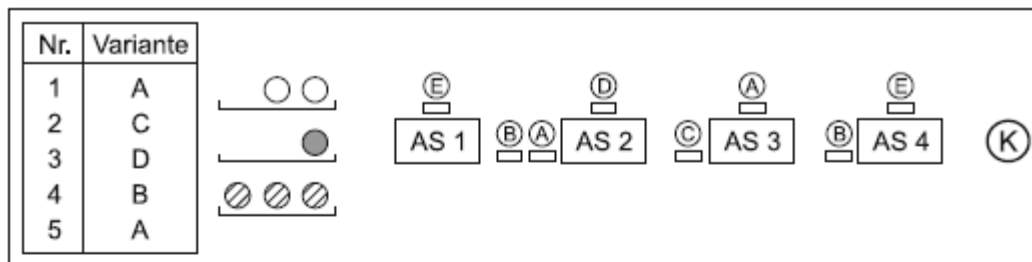 Nr. Variante
1 A
2 C
3 D
4 B
5 A
E D A E
AS 1 B A AS 2 C AS 3 B AS 4 K